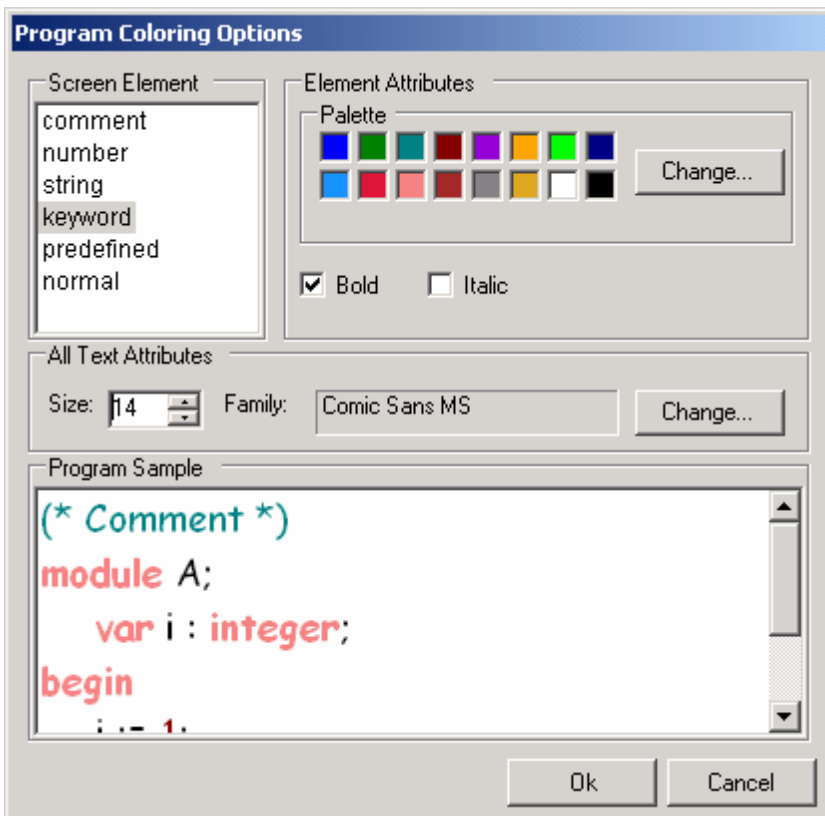 Program Coloring Options
Screen Element
comment
number
string
keyword
predefined
normal
Element Attributes
Palette
Change...
Bold Italic
All Text Attributes
Size: 14 Family: Comic Sans MS Change...
Program Sample
(* Comment *)
module A;
var i : integer;
begin
i := 1;
Ok Cancel